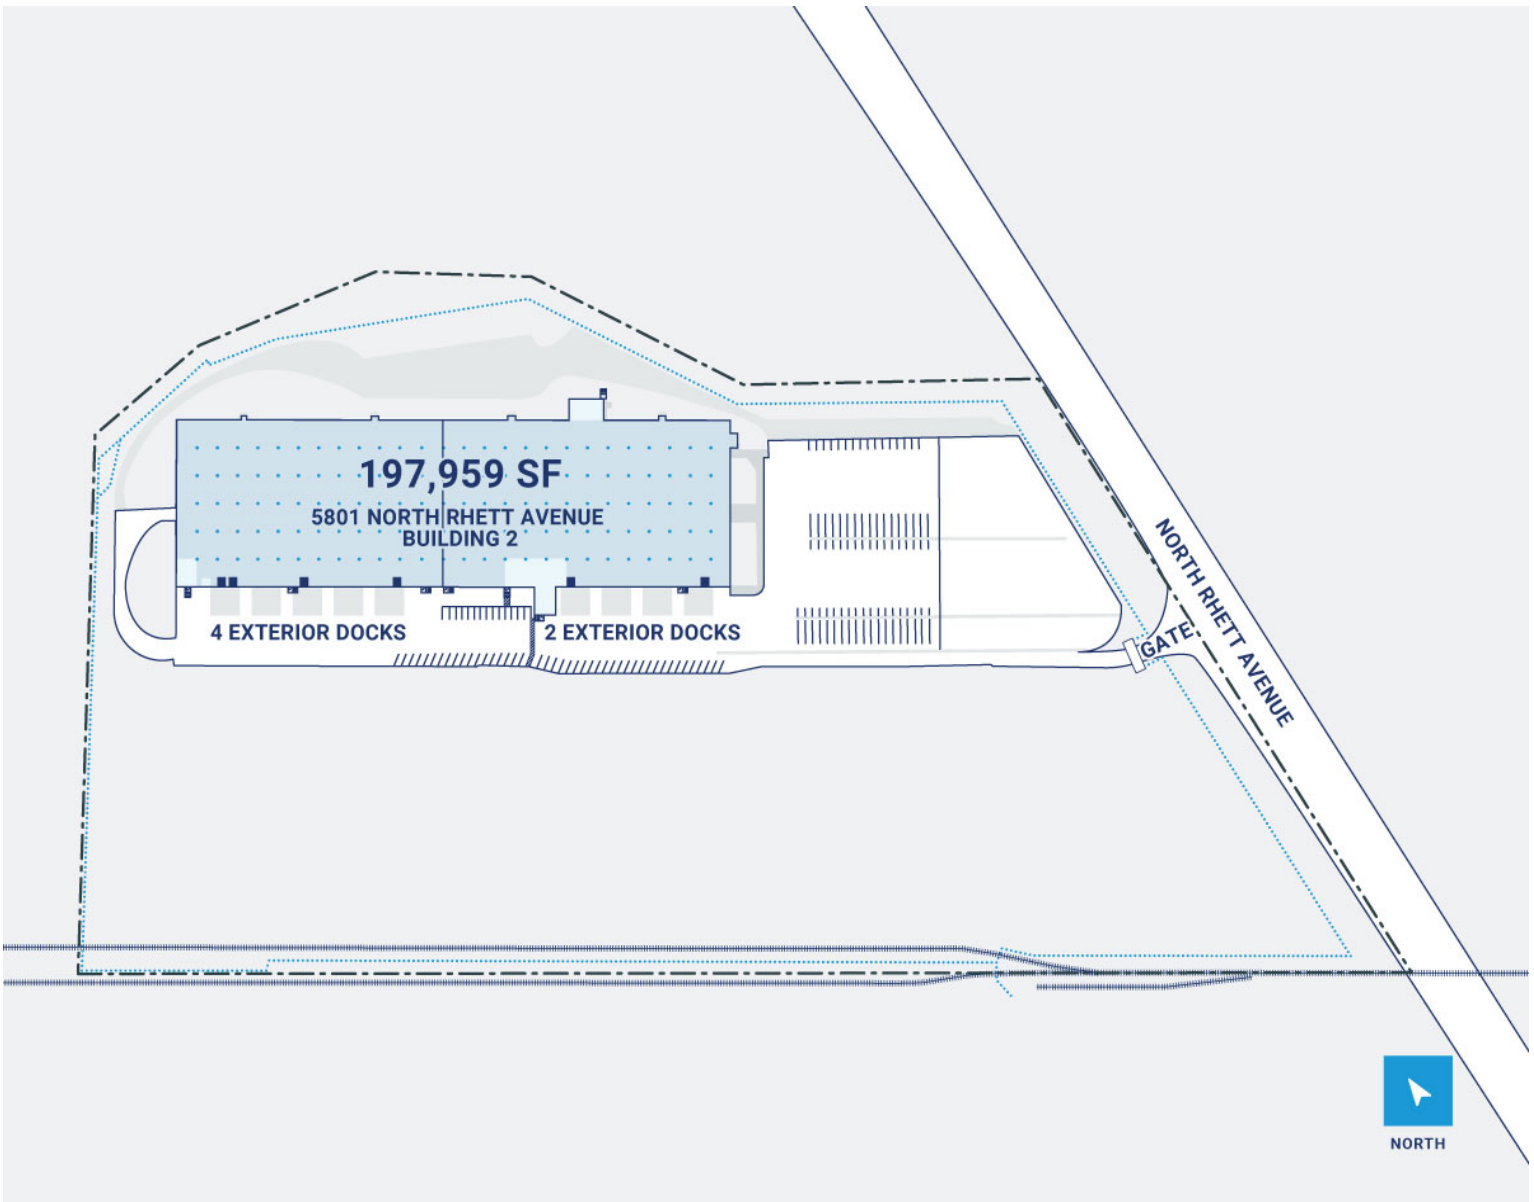 197,959 SF
5801 NORTH RHETT AVENUE
BUILDING 2
4 EXTERIOR DOCKS
2 EXTERIOR DOCKS
GATE
NORTH RHETT AVENUE
NORTH